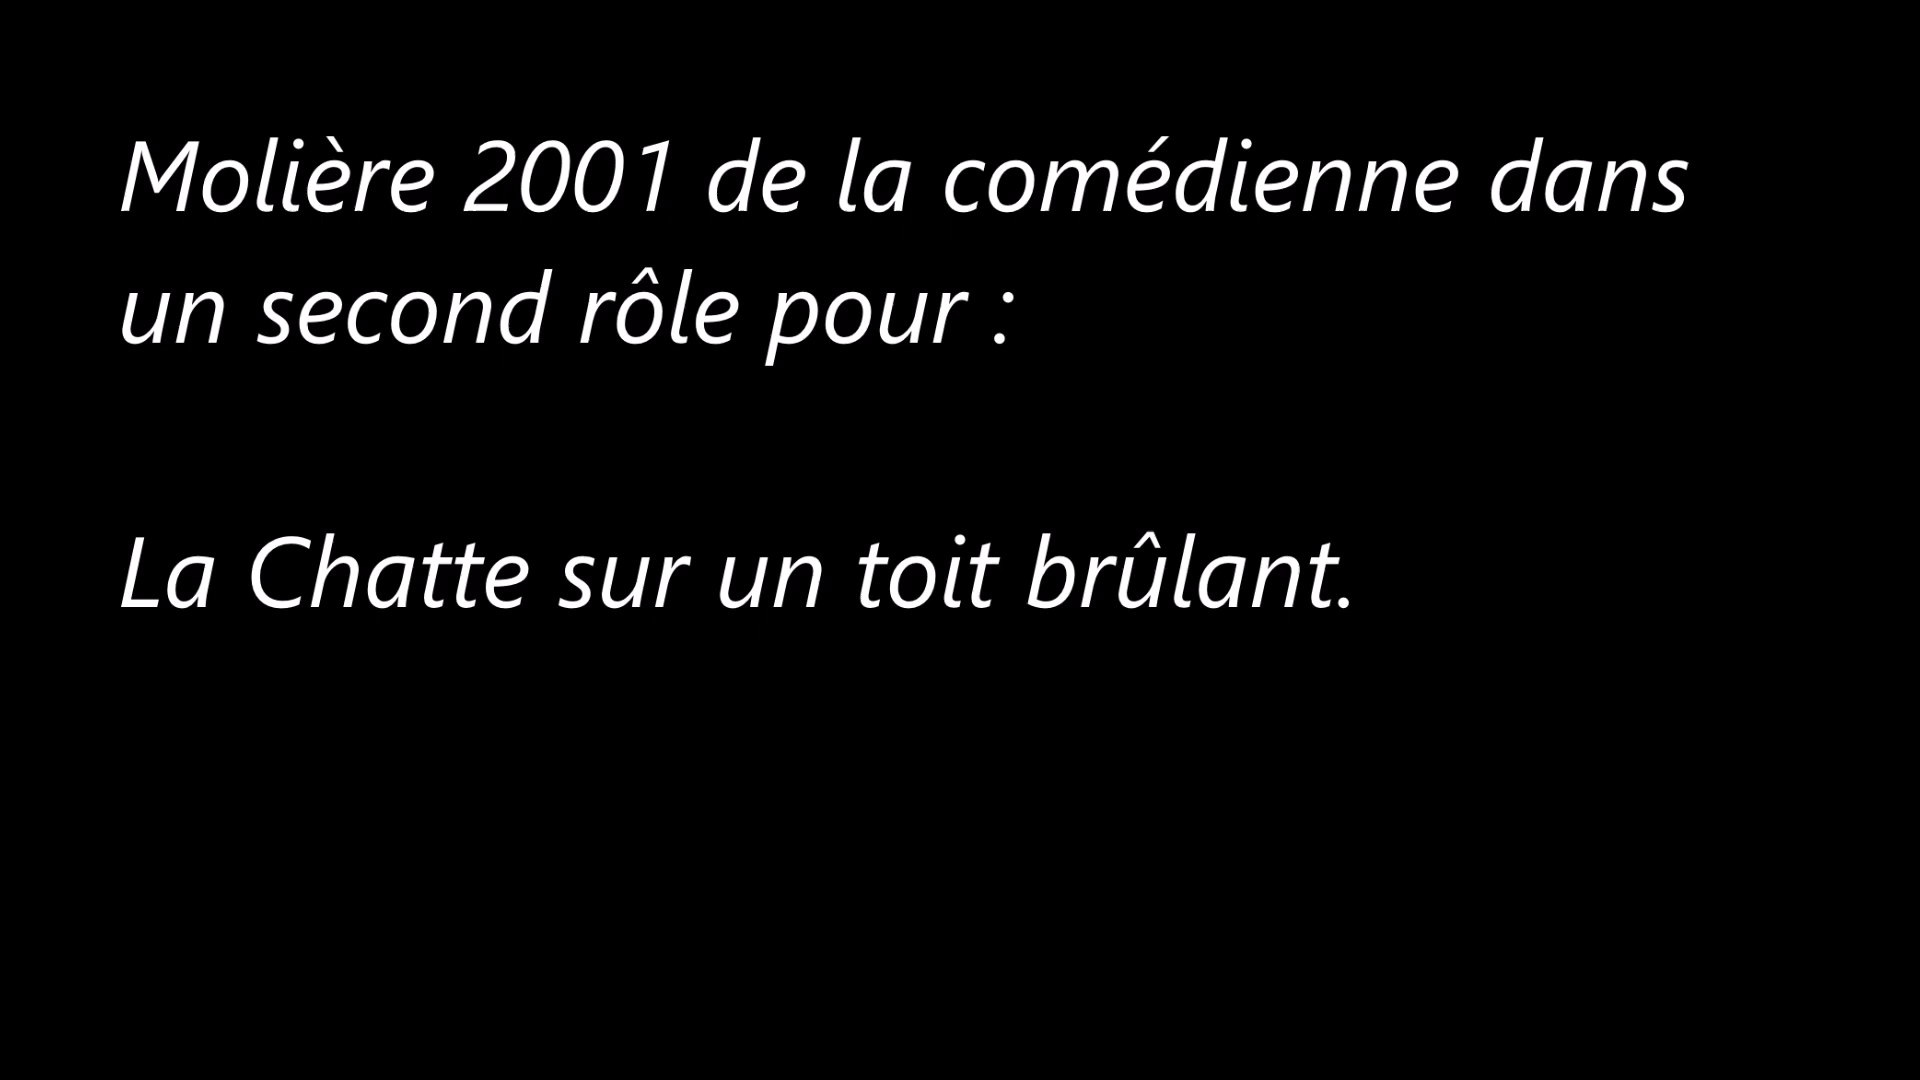 Molière 2001 de la comédienne dans
un second rôle pour :
La Chatte sur un toit brûlant.